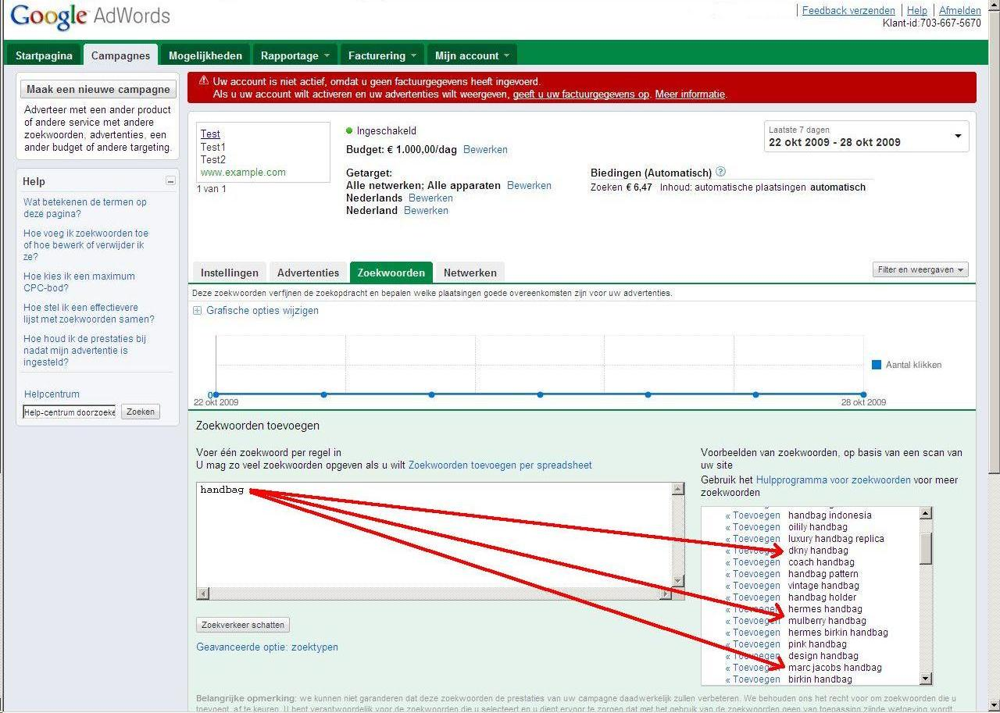 Google AdWords
Feedback verzenden | Help | Afmelden
Klant-id:703-667-5670
Startpagina Campagnes Mogelijkheden Rapportage Facturering Mijn account
Maak een nieuwe campagne
Adverteer met een ander product
of andere service met andere
zoekwoorden, advertenties, een
ander budget of andere targeting.
Help
Wat betekenen de termen op
deze pagina?
Hoe voeg ik zoekwoorden toe
of hoe bewerk of verwijder ik
ze?
Hoe kies ik een maximum
CPC-bod?
Hoe stel ik een effectievere
lijst met zoekwoorden samen?
Hoe houd ik de prestaties bij
nadat mijn advertentie is
ingesteld?
Helpcentrum
Help-centrum doorzoeke Zoeken
Uw account is niet actief, omdat u geen factuurgegevens heeft ingevoerd.
Als u uw account wilt activeren en uw advertenties wilt weergeven, geeft u uw factuurgegevens op. Meer informatie.
Test
Test1
Test2
www.example.com
1 van 1
Ingeschakeld
Budget: € 1.000,00/dag Bewerken
Getarget:
Alle netwerken; Alle apparaten Bewerken
Nederlands Bewerken
Nederland Bewerken
Laatste 7 dagen
22 okt 2009 - 28 okt 2009
Biedingen (Automatisch) ?
Zoeken € 6,47 Inhoud: automatische plaatsingen automatisch
Instellingen Advertenties Zoekwoorden Netwerken
Filter en weergaven
Deze zoekwoorden verfijnen de zoekopdracht en bepalen welke plaatsingen goede overeenkomsten zijn voor uw advertenties.
Grafische opties wijzigen
Aantal klikken
0
22 okt 2009 28 okt 2009
Zoekwoorden toevoegen
Voer één zoekwoord per regel in
U mag zo veel zoekwoorden opgeven als u wilt Zoekwoorden toevoegen per spreadsheet
handbag
Zoekverkeer schatten
Geavanceerde optie: zoektypen
Voorbeelden van zoekwoorden, op basis van een scan van
uw site
Gebruik het Hulpprogramma voor zoekwoorden voor meer
zoekwoorden
« Toevoegen handbag indonesia
« Toevoegen oilily handbag
« Toevoegen luxury handbag replica
« Toevoegen dkny handbag
« Toevoegen coach handbag
« Toevoegen handbag pattern
« Toevoegen vintage handbag
« Toevoegen handbag holder
« Toevoegen hermes handbag
« Toevoegen mulberry handbag
« Toevoegen hermes birkin handbag
« Toevoegen pink handbag
« Toevoegen design handbag
« Toevoegen marc jacobs handbag
« Toevoegen birkin handbag
Belangrijke opmerking: we kunnen niet garanderen dat deze zoekwoorden de prestaties van uw campagne daadwerkelijk zullen verbeteren. We behouden ons het recht voor om zoekwoorden die u
toevoegt, af te keuren. U bent verantwoordelijk voor de zoekwoorden die u selecteert en u dient ervoor te zorgen dat met het gebruik van de zoekwoorden geen van toepassing zijnde wetgeving wordt